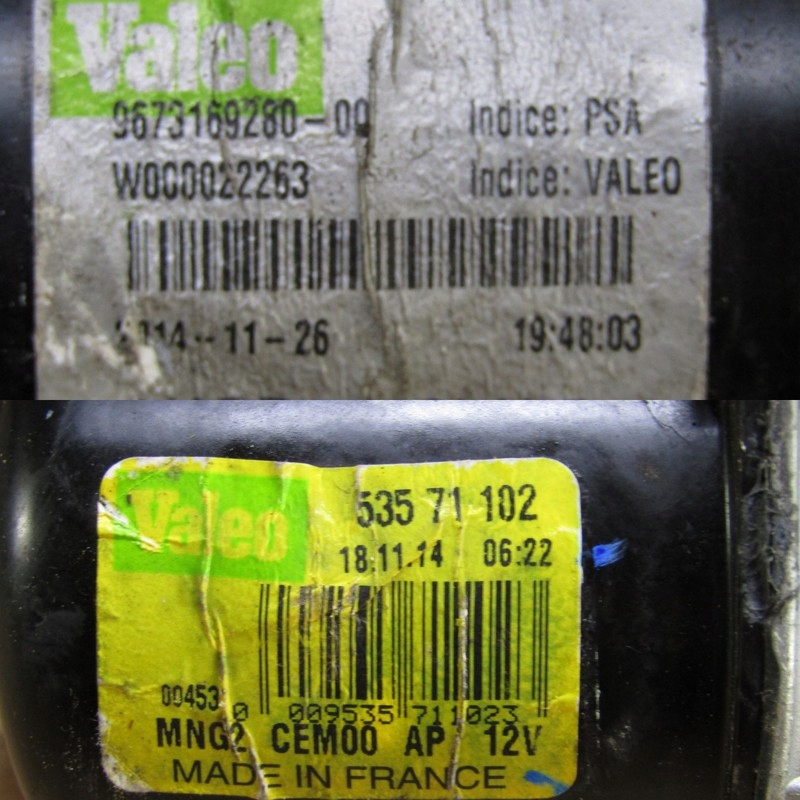 Valeo
9673169280-00 Indice: PSA
W000022263 Indice: VALEO
2014-11-26 19:48:03
Valeo
535 71 102
18.11.14 06:22
00453
0 009535 711023
MNG2 CEM00 AP 12V
MADE IN FRANCE